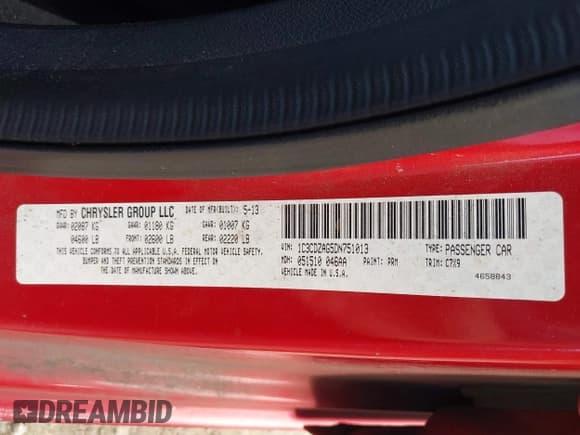 MFD BY CHRYSLER GROUP LLC DATE OF MFR(BUILT): 5-13
GVWR: 02087 KG GAWR: 01180 KG GAWR: 01007 KG
04600 LB FRONT: 02600 LB REAR: 02220 LB
THIS VEHICLE CONFORMS TO ALL APPLICABLE U.S.A. FEDERAL MOTOR VEHICLE SAFETY,
BUMPER AND THEFT PREVENTION STANDARDS IN EFFECT ON
THE DATE OF MANUFACTURE SHOWN ABOVE.
VIN: 1C3CDZAG5DN751013 TYPE: PASSENGER CAR
MDH: 051510 046AA PAINT: PRM TRIM: C7X9
VEHICLE MADE IN U.S.A. 4658843
DREAMBID